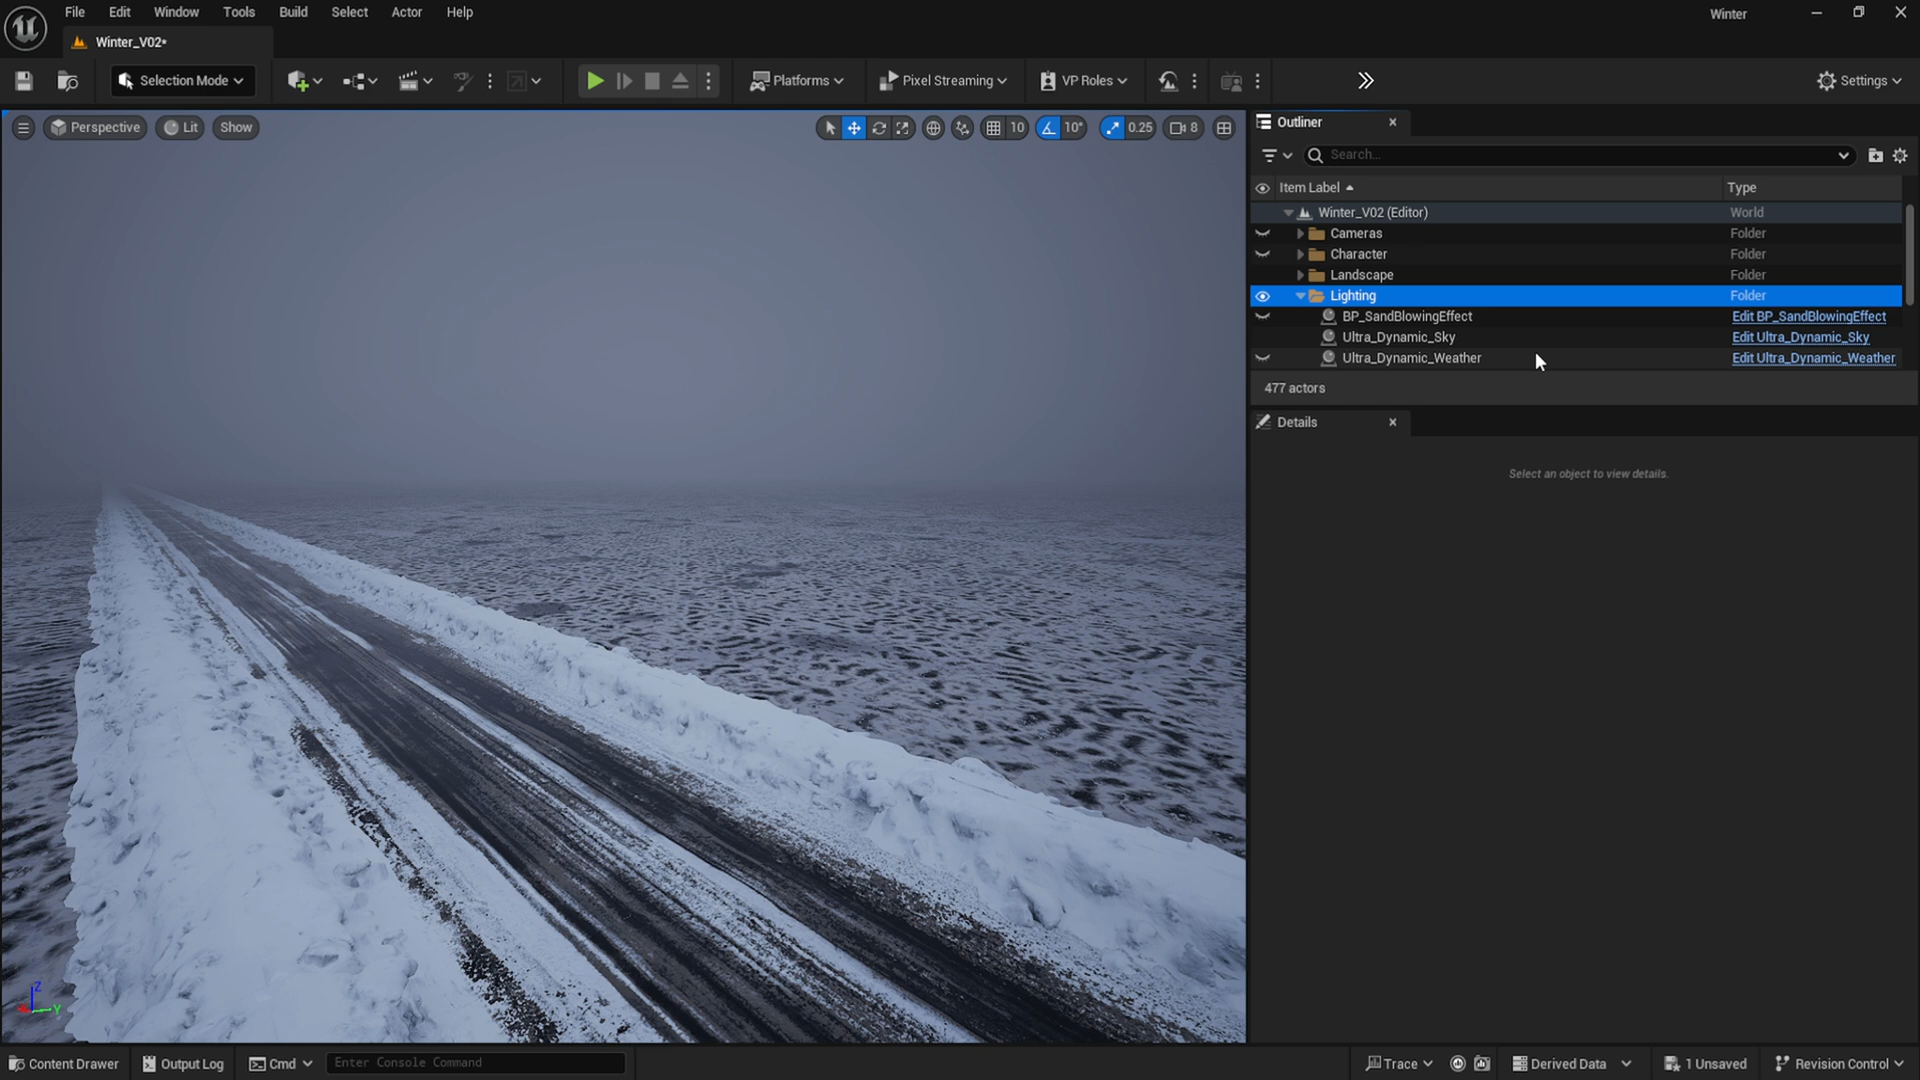 File Edit Window Tools Build Select Actor Help
Winter
Winter_V02*
Selection Mode
Platforms
Pixel Streaming
VP Roles
Settings
Perspective Lit Show
10 10° 0.25 8
Outliner
Search...
Item Label Type
Winter_V02 (Editor) World
Cameras Folder
Character Folder
Landscape Folder
Lighting Folder
BP_SandBlowingEffect Edit BP_SandBlowingEffect
Ultra_Dynamic_Sky Edit Ultra_Dynamic_Sky
Ultra_Dynamic_Weather Edit Ultra_Dynamic_Weather
477 actors
Details
Select an object to view details.
Z
Y
Content Drawer Output Log Cmd Enter Console Command Trace Derived Data 1 Unsaved Revision Control